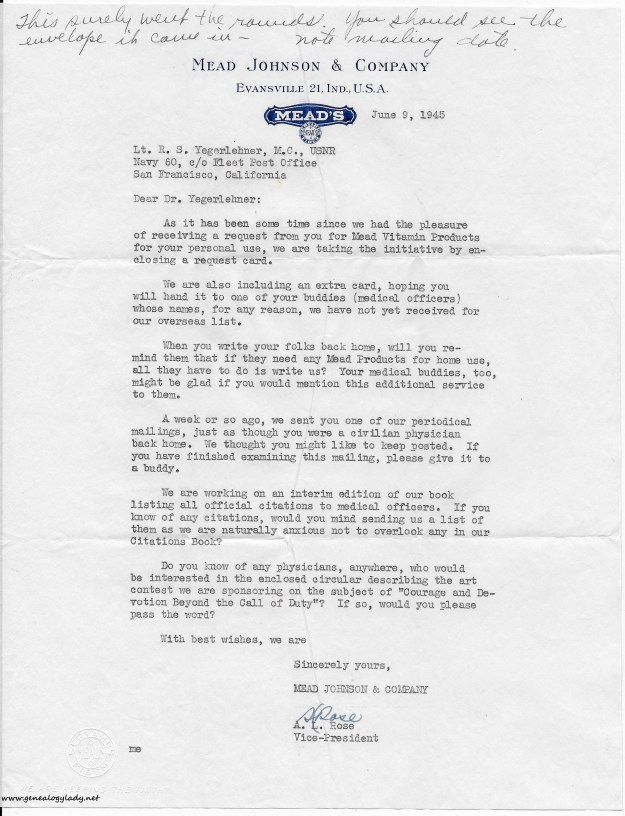 This surely went the rounds. You should see the
envelope it came in - note mailing date.
MEAD JOHNSON & COMPANY
EVANSVILLE 21, IND., U.S.A.
MEAD'S
June 9, 1945
Lt. R. S. Yegerlehner, M.C., USNR
Navy 60, c/o Fleet Post Office
San Francisco, California
Dear Dr. Yegerlehner:
As it has been some time since we had the pleasure
of receiving a request from you for Mead Vitamin Products
for your personal use, we are taking the initiative by en-
closing a request card.
We are also including an extra card, hoping you
will hand it to one of your buddies (medical officers)
whose names, for any reason, we have not yet received for
our overseas list.
When you write your folks back home, will you re-
mind them that if they need any Mead Products for home use,
all they have to do is write us? Your medical buddies, too,
might be glad if you would mention this additional service
to them.
A week or so ago, we sent you one of our periodical
mailings, just as though you were a civilian physician
back home. We thought you might like to keep posted. If
you have finished examining this mailing, please give it to
a buddy.
We are working on an interim edition of our book
listing all official citations to medical officers. If you
know of any citations, would you mind sending us a list of
them as we are naturally anxious not to overlook any in our
Citations Book?
Do you know of any physicians, anywhere, who would
be interested in the enclosed circular describing the art
contest we are sponsoring on the subject of "Courage and De-
votion Beyond the Call of Duty"? If so, would you please
pass the word?
With best wishes, we are
Sincerely yours,
MEAD JOHNSON & COMPANY
Rose
A. L. Rose
Vice-President
me
www.genealogylady.net